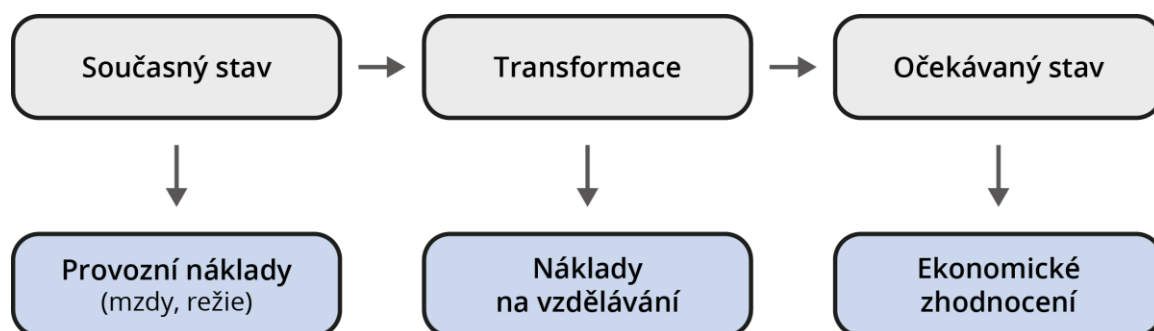 Současný stav
Transformace
Očekávaný stav
Provozní náklady
(mzdy, režie)
Náklady
na vzdělávání
Ekonomické
zhodnocení